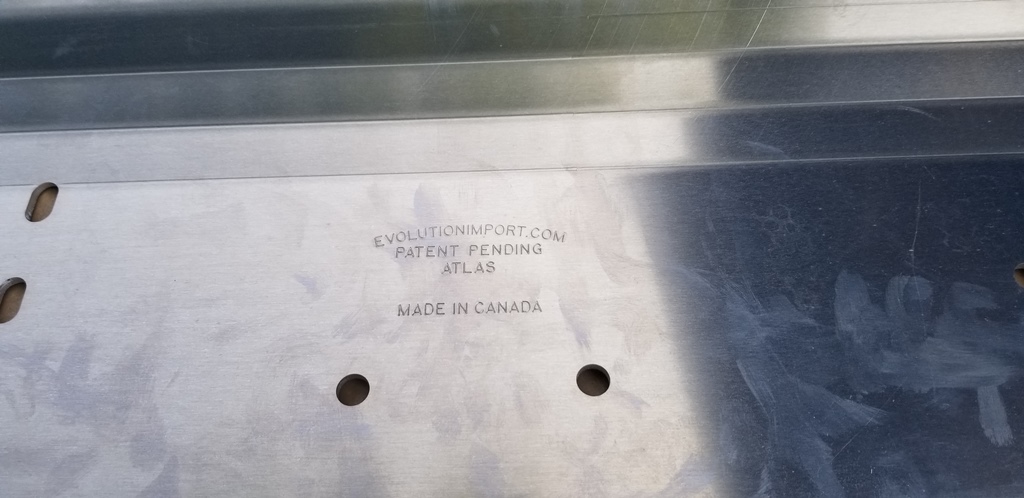 EVOLUTIONIMPORT.COM
PATENT PENDING
ATLAS
MADE IN CANADA